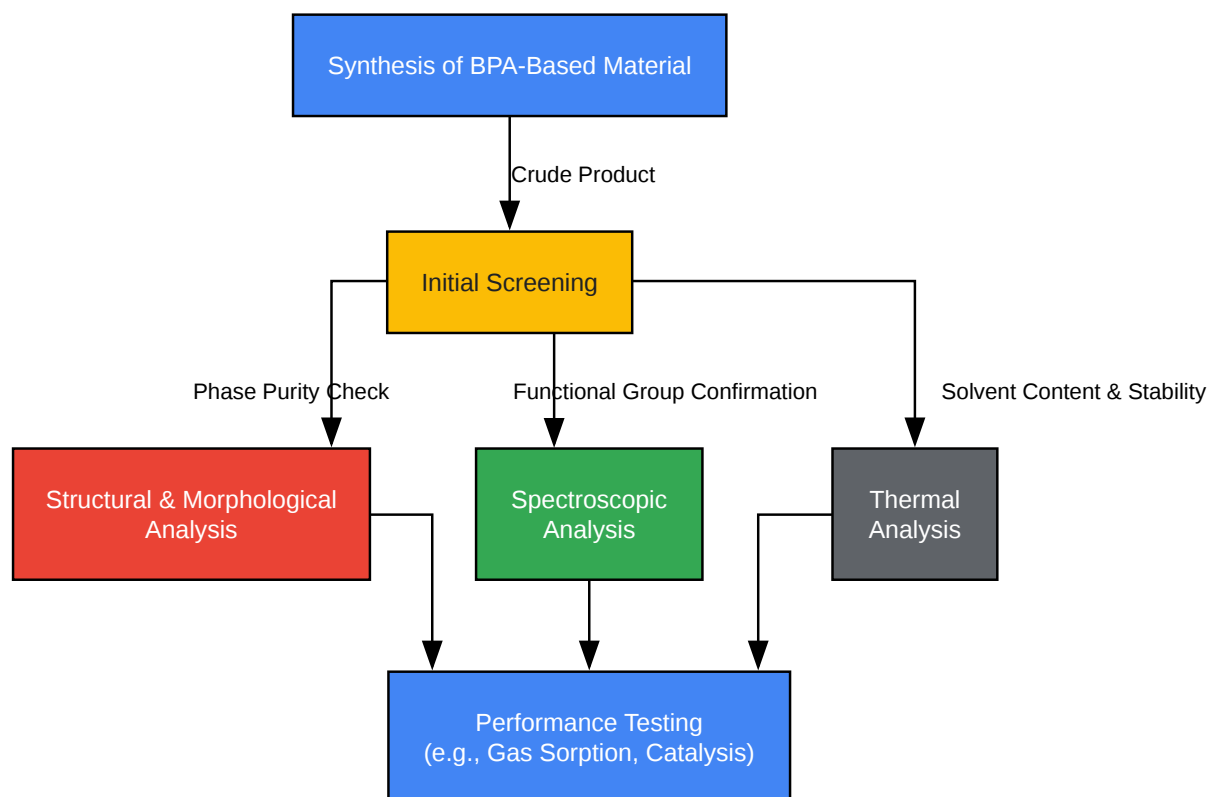 Synthesis of BPA-Based Material
Crude Product
Initial Screening
Phase Purity Check
Functional Group Confirmation
Solvent Content & Stability
Structural & Morphological
Analysis
Spectroscopic
Analysis
Thermal
Analysis
Performance Testing
(e.g., Gas Sorption, Catalysis)